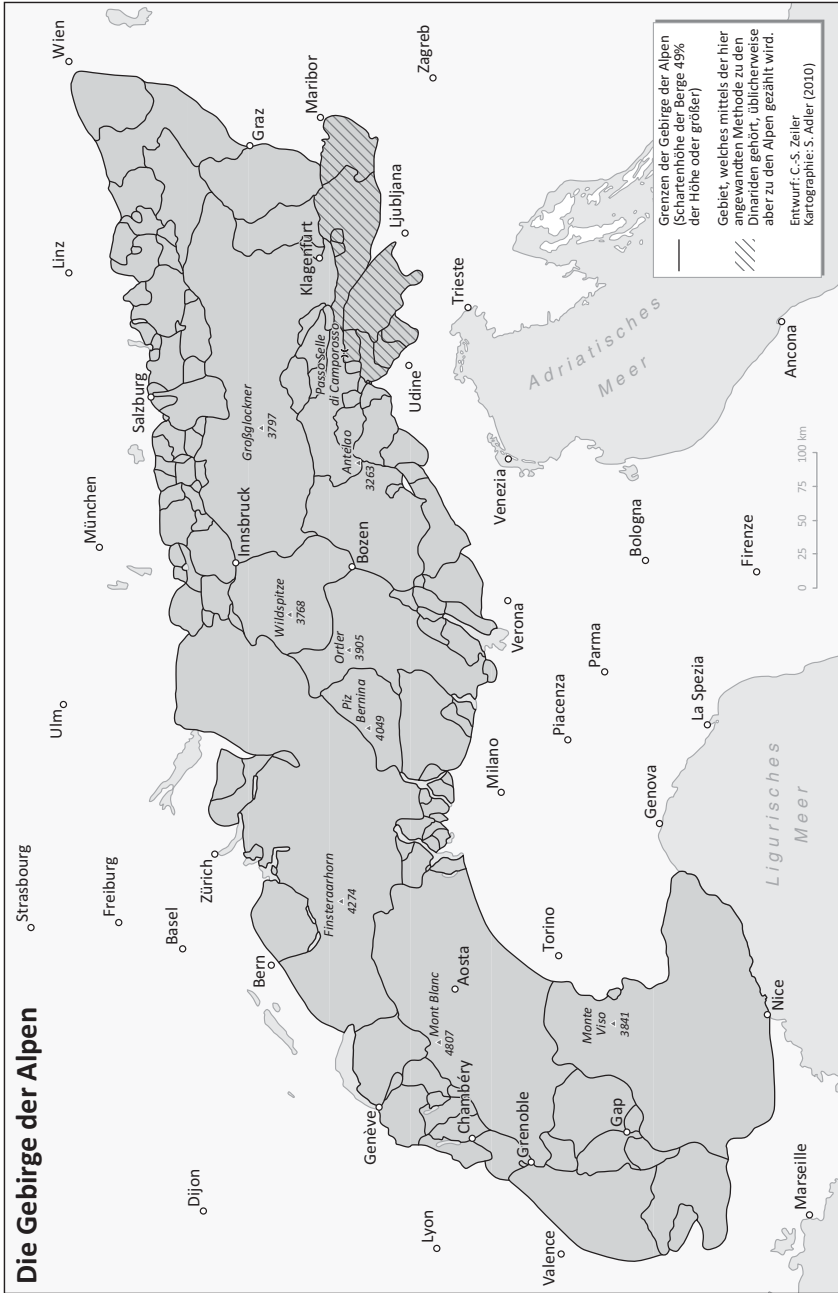 Die Gebirge der Alpen
Strasbourg
Freiburg
Basel
Dijon
Ulm
München
Linz
Wien
Salzburg
Zürich
Bern
Innsbruck
Graz
Großglockner
3797
Wildspitze
3768
Klagenfurt
Maribor
Passo Selle
di Camporosso
Antelao
3263
Bozen
Ortler
3905
Piz
Bernina
4049
Finsteraarhorn
4274
Genève
Mont Blanc
4807
Aosta
Chambéry
Lyon
Grenoble
Valence
Gap
Monte
Viso
3841
Torino
Milano
Verona
Venezia
Udine
Trieste
Ljubljana
Zagreb
Piacenza
Parma
Bologna
Genova
La Spezia
Firenze
Ancona
Nice
Marseille
Adriatisches
Meer
Ligurisches
Meer
0 25 50 75 100 km
Grenzen der Gebirge der Alpen
(Schartenhöhe der Berge 49%
der Höhe oder größer)
Gebiet, welches mittels der hier
angewandten Methode zu den
Dinariden gehört, üblicherweise
aber zu den Alpen gezählt wird.
Entwurf: C.-S. Zeiler
Kartographie: S. Adler (2010)